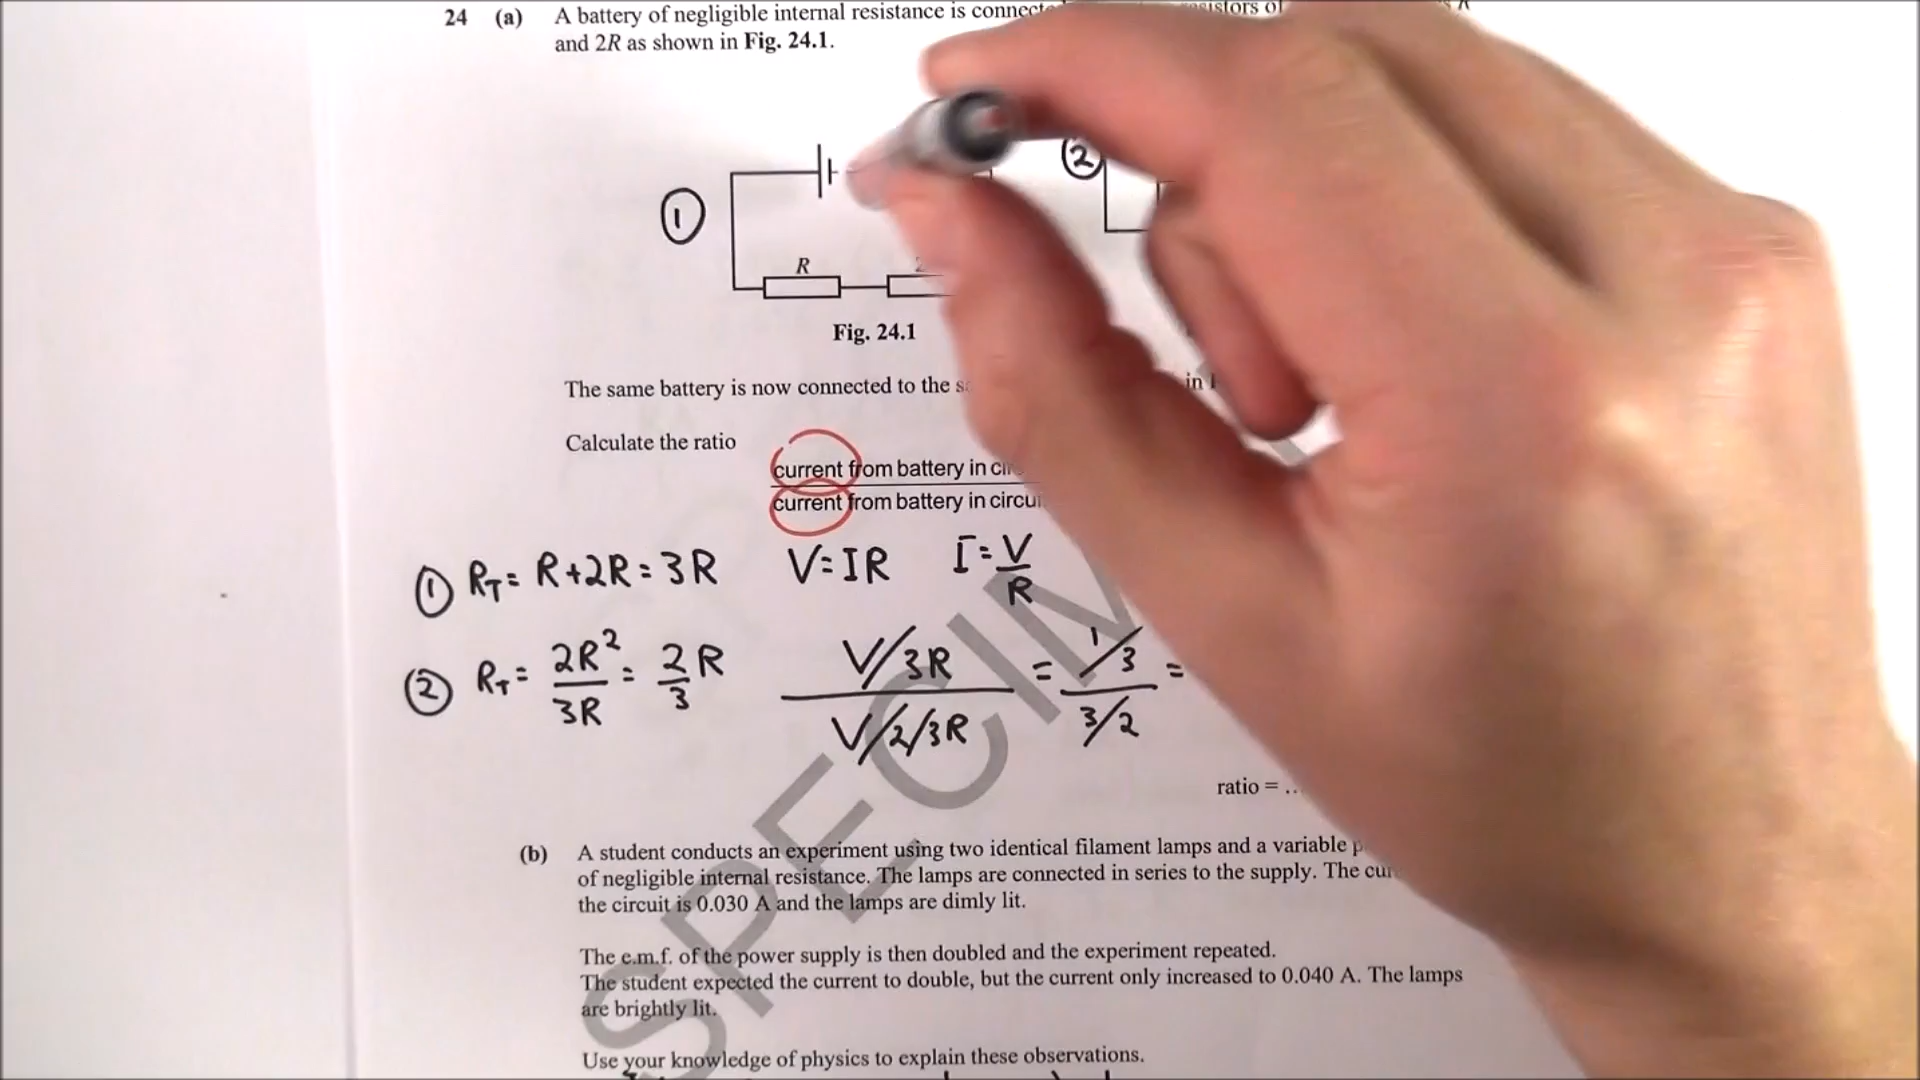 24 (a) A battery of negligible internal resistance is connected
and 2R as shown in Fig. 24.1.
①
②
R
Fig. 24.1
The same battery is now connected to the
in
Calculate the ratio
current from battery in
current from battery in
① RT = R+2R = 3R V=IR I = V/R
② RT = 2R²/3R = 2/3 R V/3R / V/2/3R = 1/3 / 3/2 =
ratio = ..
(b) A student conducts an experiment using two identical filament lamps and a variable
of negligible internal resistance. The lamps are connected in series to the supply. The
the circuit is 0.030 A and the lamps are dimly lit.
The e.m.f. of the power supply is then doubled and the experiment repeated.
The student expected the current to double, but the current only increased to 0.040 A. The lamps
are brightly lit.
Use your knowledge of physics to explain these observations.
SPECIM